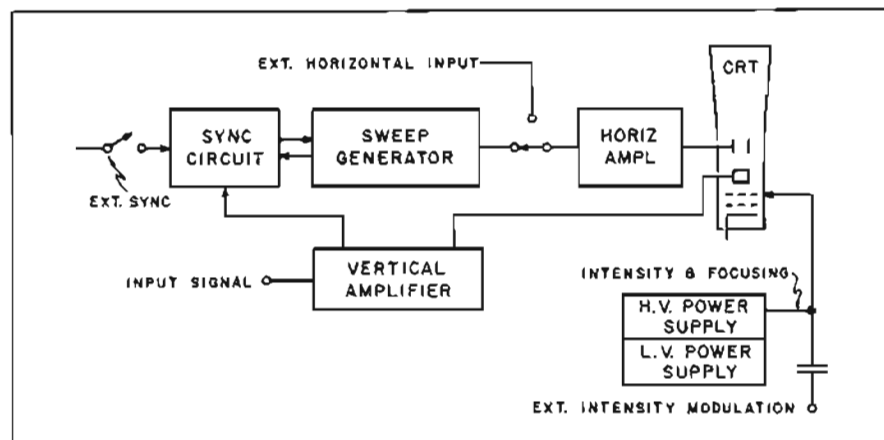 CRT
EXT. HORIZONTAL INPUT
SYNC
CIRCUIT
SWEEP
GENERATOR
HORIZ
AMPL
EXT. SYNC
INPUT SIGNAL
VERTICAL
AMPLIFIER
INTENSITY & FOCUSING
H.V. POWER
SUPPLY
L.V. POWER
SUPPLY
EXT. INTENSITY MODULATION